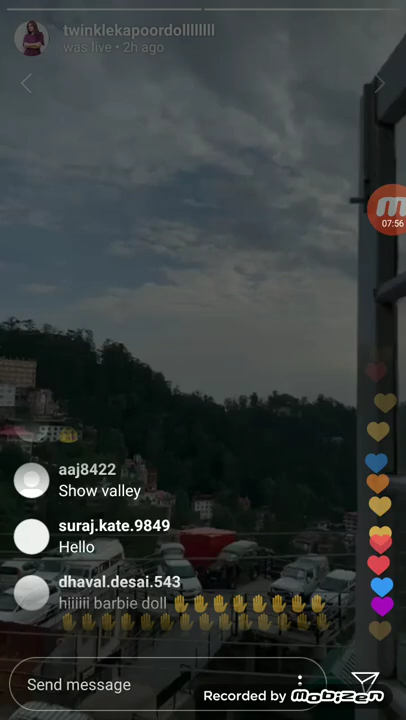 twinklekapoordollllllll
was live • 2h ago
07:56
aaj8422
Show valley
suraj.kate.9849
Hello
dhaval.desai.543
hiiiiii barbie doll ✋✋✋✋✋✋✋✋
✋✋✋✋✋✋✋✋✋✋✋✋✋✋
Send message
Recorded by mobizen